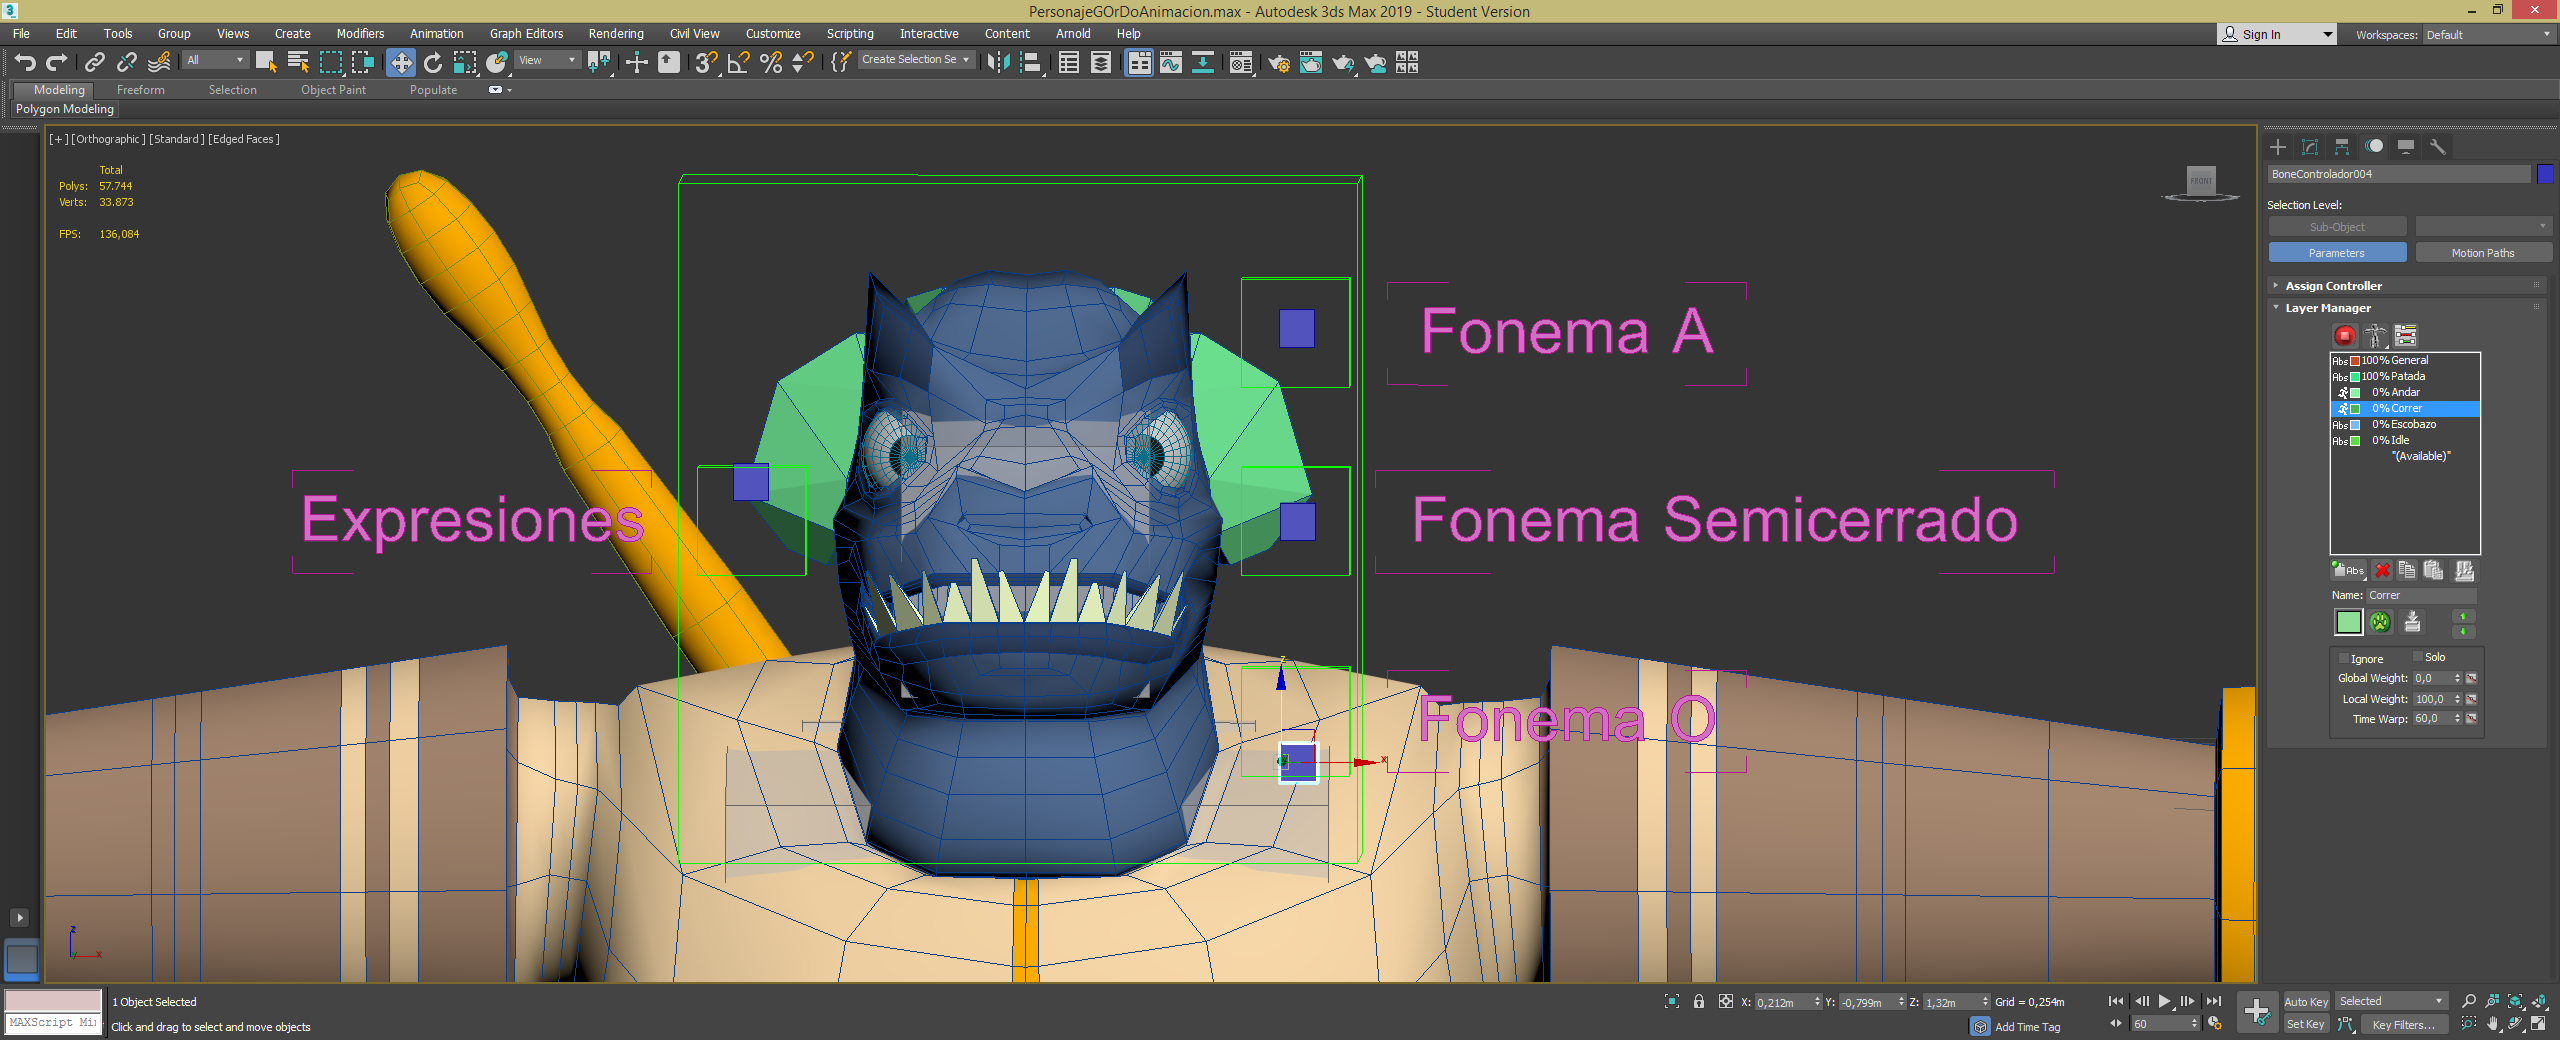 PersonajeGOrDoAnimacion.max - Autodesk 3ds Max 2019 - Student Version
File Edit Tools Group Views Create Modifiers Animation Graph Editors Rendering Civil View Customize Scripting Interactive Content Arnold Help
Sign In
Workspaces: Default
All
View
Create Selection Se
Modeling Freeform Selection Object Paint Populate
Polygon Modeling
[+] [Orthographic] [Standard] [Edged Faces]
Total
Polys: 57.744
Verts: 33.873
FPS: 136,084
FRONT
Fonema A
Expresiones
Fonema Semicerrado
Fonema O
z
x
z
x
BoneControlador004
Selection Level:
Sub-Object
Parameters Motion Paths
Assign Controller
Layer Manager
Abs 100% General
Abs 100% Patada
0% Andar
0% Correr
Abs 0% Escobazo
Abs 0% Idle
"(Available)"
Abs
Name: Correr
Ignore Solo
Global Weight: 0,0
Local Weight: 100,0
Time Warp: 60,0
1 Object Selected
MAXScript Mi
Click and drag to select and move objects
X: 0,212m Y: -0,799m Z: 1,32m Grid = 0,254m
Add Time Tag
60
Auto Key Selected
Set Key Key Filters...